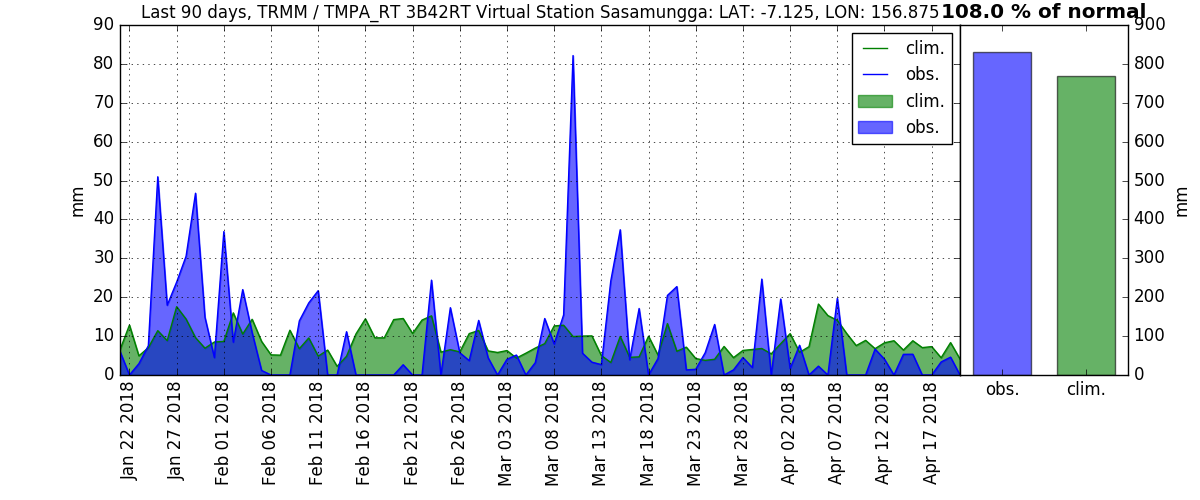 Last 90 days, TRMM / TMPA_RT 3B42RT Virtual Station Sasamungga: LAT: -7.125, LON: 156.875 108.0 % of normal
90
80
70
60
50
40
30
20
10
0
mm
clim.
obs.
clim.
obs.
900
800
700
600
500
400
300
200
100
0
mm
obs.
clim.
Jan 22 2018
Jan 27 2018
Feb 01 2018
Feb 06 2018
Feb 11 2018
Feb 16 2018
Feb 21 2018
Feb 26 2018
Mar 03 2018
Mar 08 2018
Mar 13 2018
Mar 18 2018
Mar 23 2018
Mar 28 2018
Apr 02 2018
Apr 07 2018
Apr 12 2018
Apr 17 2018